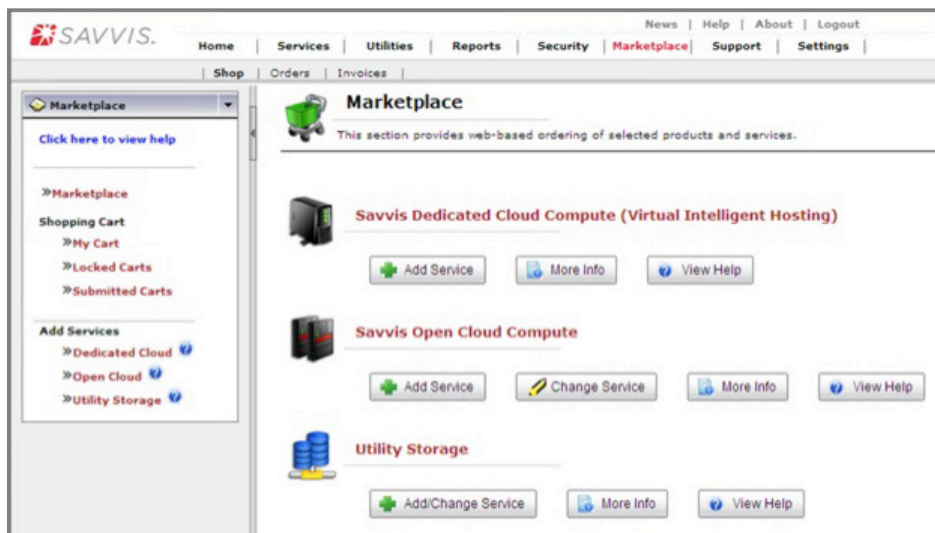 News | Help | About | Logout
SAVVIS.
Home | Services | Utilities | Reports | Security | Marketplace | Support | Settings |
| Shop | Orders | Invoices |
Marketplace
Click here to view help
»Marketplace
Shopping Cart
»My Cart
»Locked Carts
»Submitted Carts
Add Services
»Dedicated Cloud
»Open Cloud
»Utility Storage
Marketplace
This section provides web-based ordering of selected products and services.
Savvis Dedicated Cloud Compute (Virtual Intelligent Hosting)
Add Service More Info View Help
Savvis Open Cloud Compute
Add Service Change Service More Info View Help
Utility Storage
Add/Change Service More Info View Help